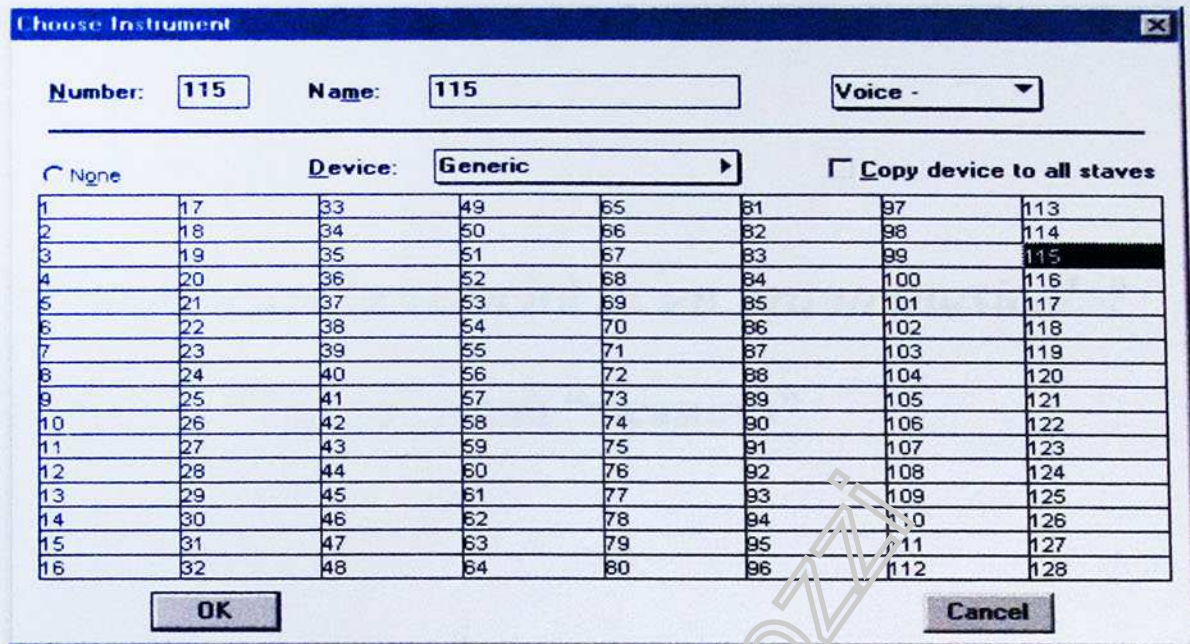 Choose Instrument
Number: 115 Name: 115 Voice -
None Device: Generic Copy device to all staves
1 17 33 49 65 81 97 113
2 18 34 50 66 82 98 114
3 19 35 51 67 83 99 115
4 20 36 52 68 84 100 116
5 21 37 53 69 85 101 117
6 22 38 54 70 86 102 118
7 23 39 55 71 87 103 119
8 24 40 56 72 88 104 120
9 25 41 57 73 89 105 121
10 26 42 58 74 90 106 122
11 27 43 59 75 91 107 123
12 28 44 60 76 92 108 124
13 29 45 61 77 93 109 125
14 30 46 62 78 94 110 126
15 31 47 63 79 95 111 127
16 32 48 64 80 96 112 128
OK Cancel